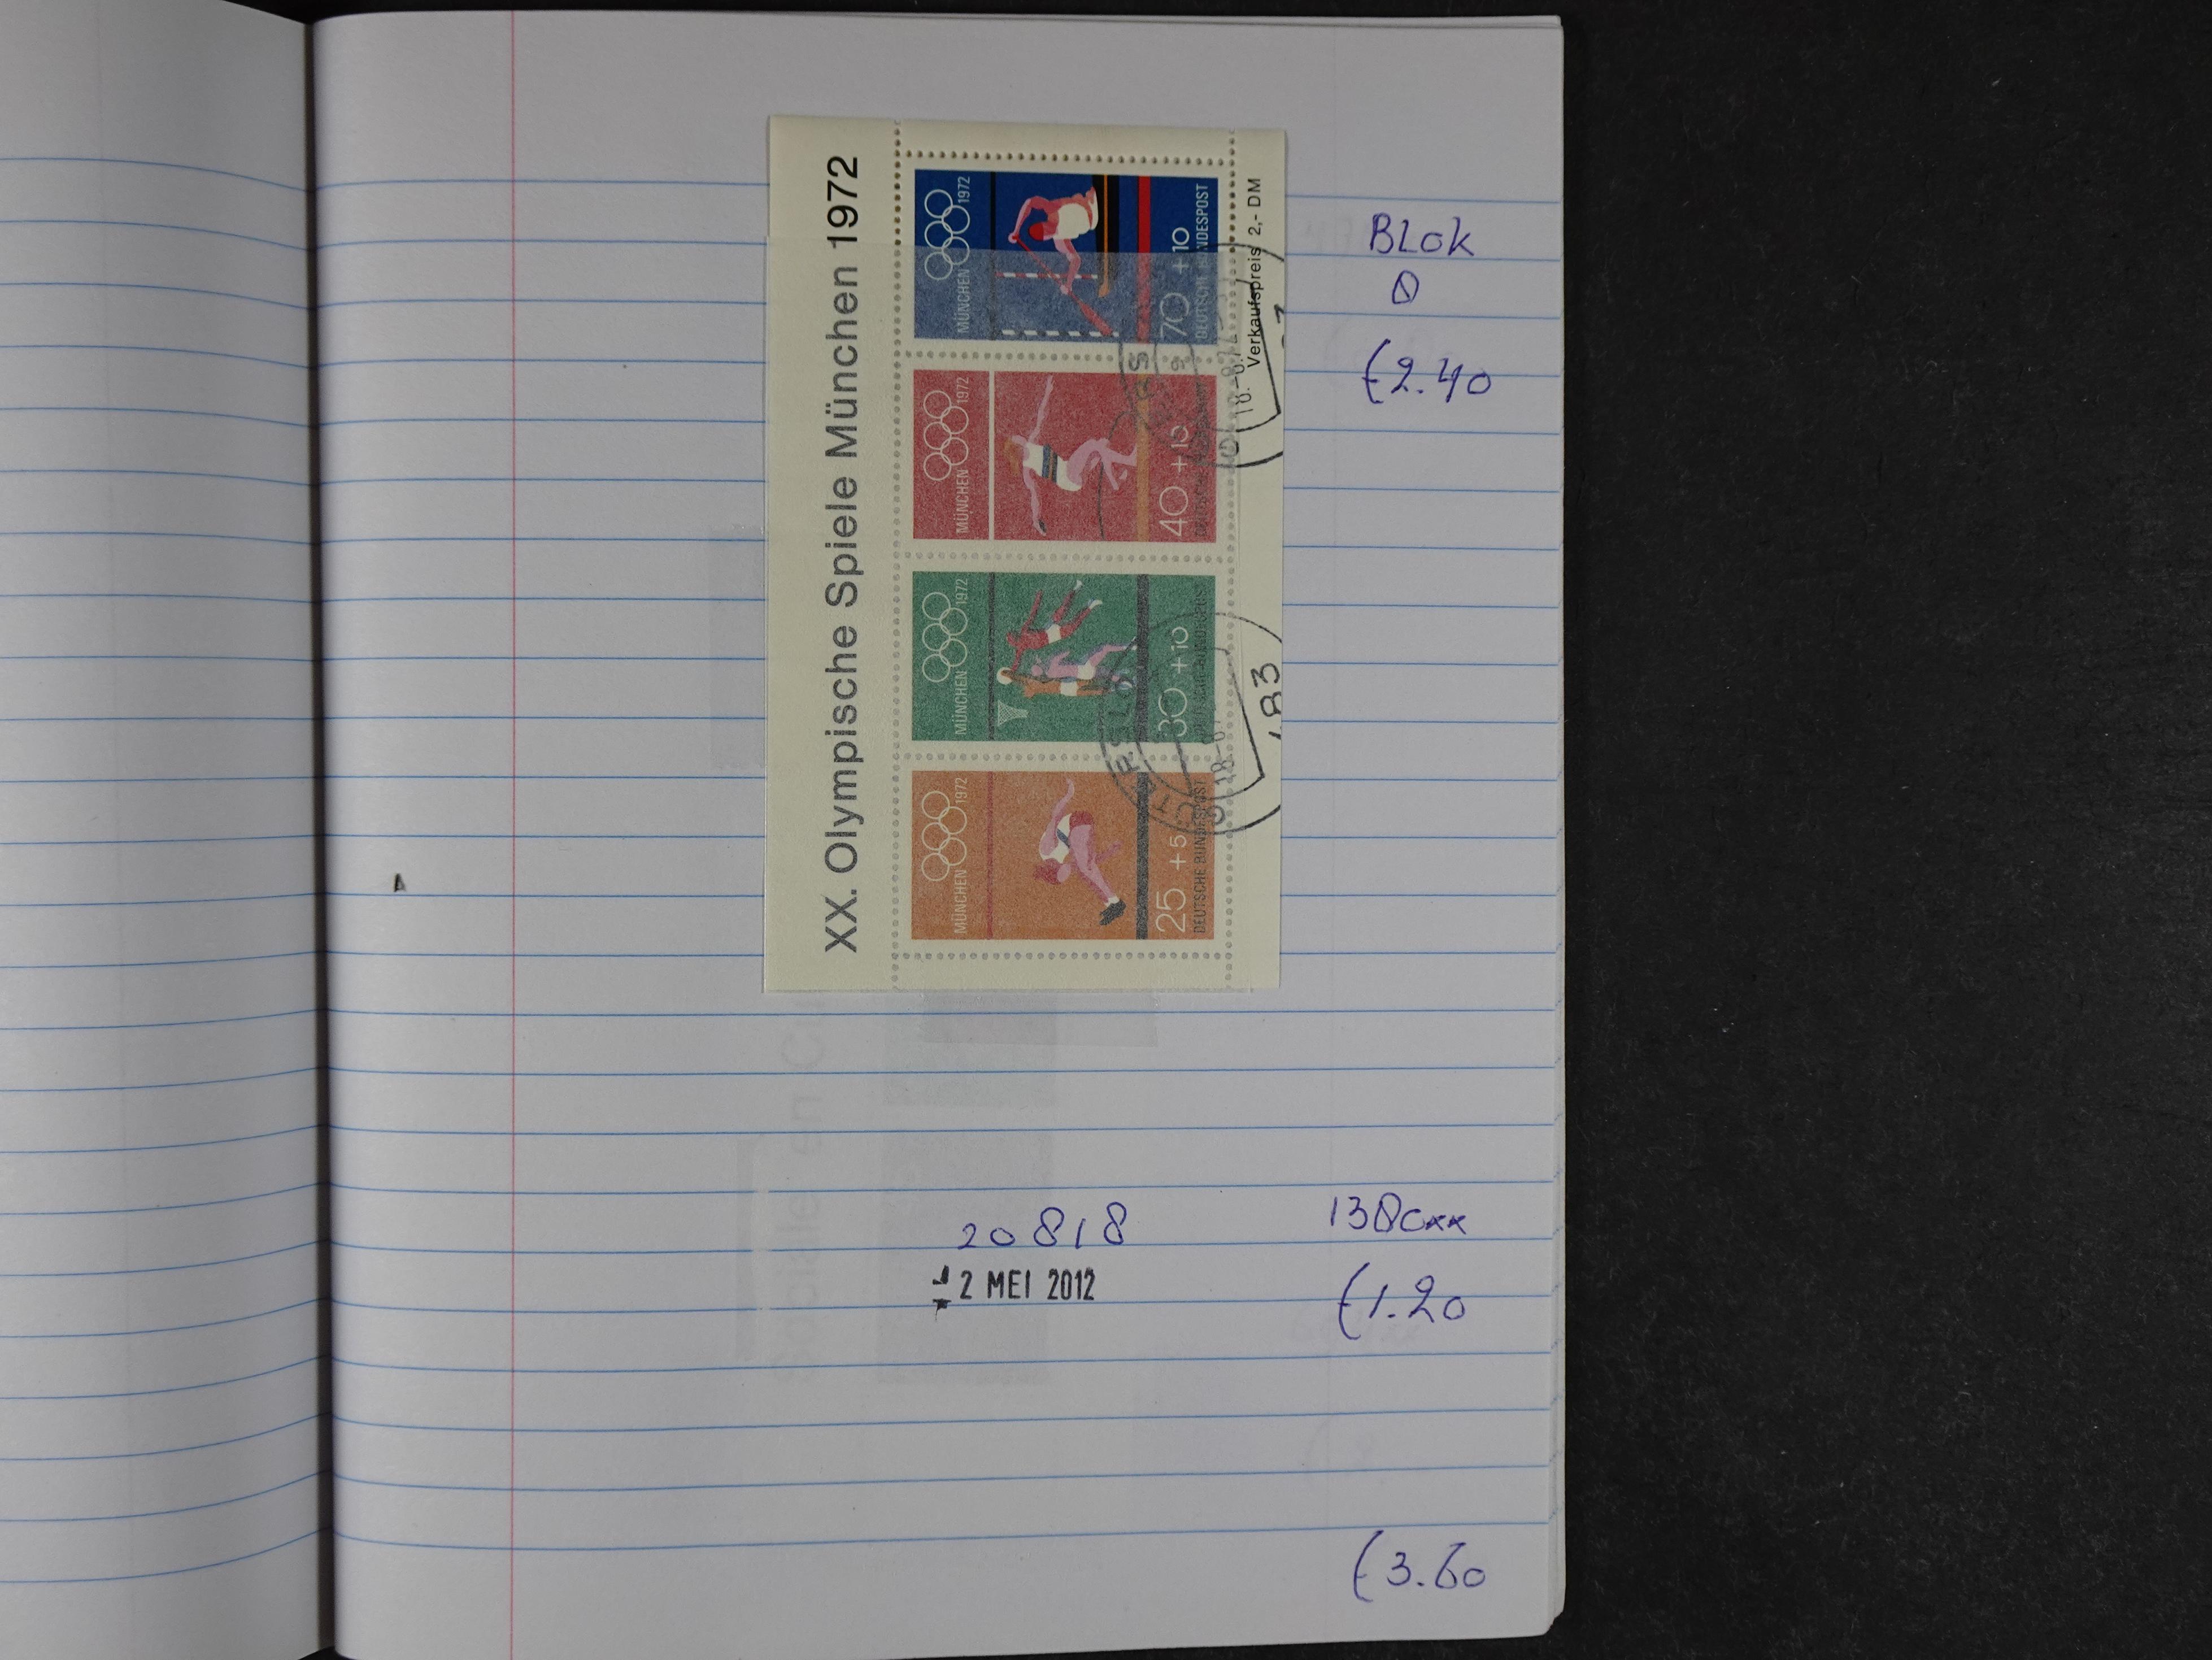 XX. Olympische Spiele München 1972
MÜNCHEN 1972
25 +5
DEUTSCHE BUNDESPOST
MÜNCHEN 1972
30 +10
MÜNCHEN 1972
40 +10
MÜNCHEN 1972
70 +10
DEUTSCHE BUNDESPOST
Verkaufspreis 2,- DM
BLOK
€2.40
20818
2 MEI 2012
€1.20
€3.60